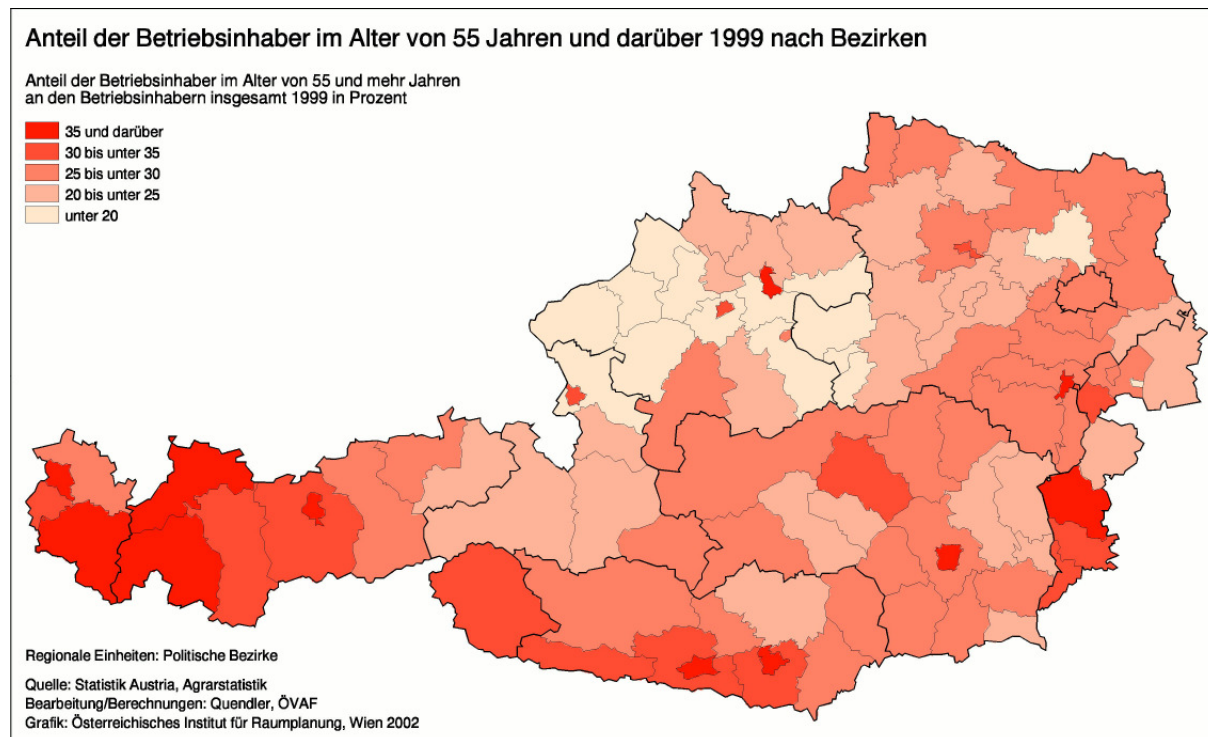 Anteil der Betriebsinhaber im Alter von 55 Jahren und darüber 1999 nach Bezirken
Anteil der Betriebsinhaber im Alter von 55 und mehr Jahren
an den Betriebsinhabern insgesamt 1999 in Prozent
35 und darüber
30 bis unter 35
25 bis unter 30
20 bis unter 25
unter 20
Regionale Einheiten: Politische Bezirke
Quelle: Statistik Austria, Agrarstatistik
Bearbeitung/Berechnungen: Quendler, ÖVAF
Grafik: Österreichisches Institut für Raumplanung, Wien 2002